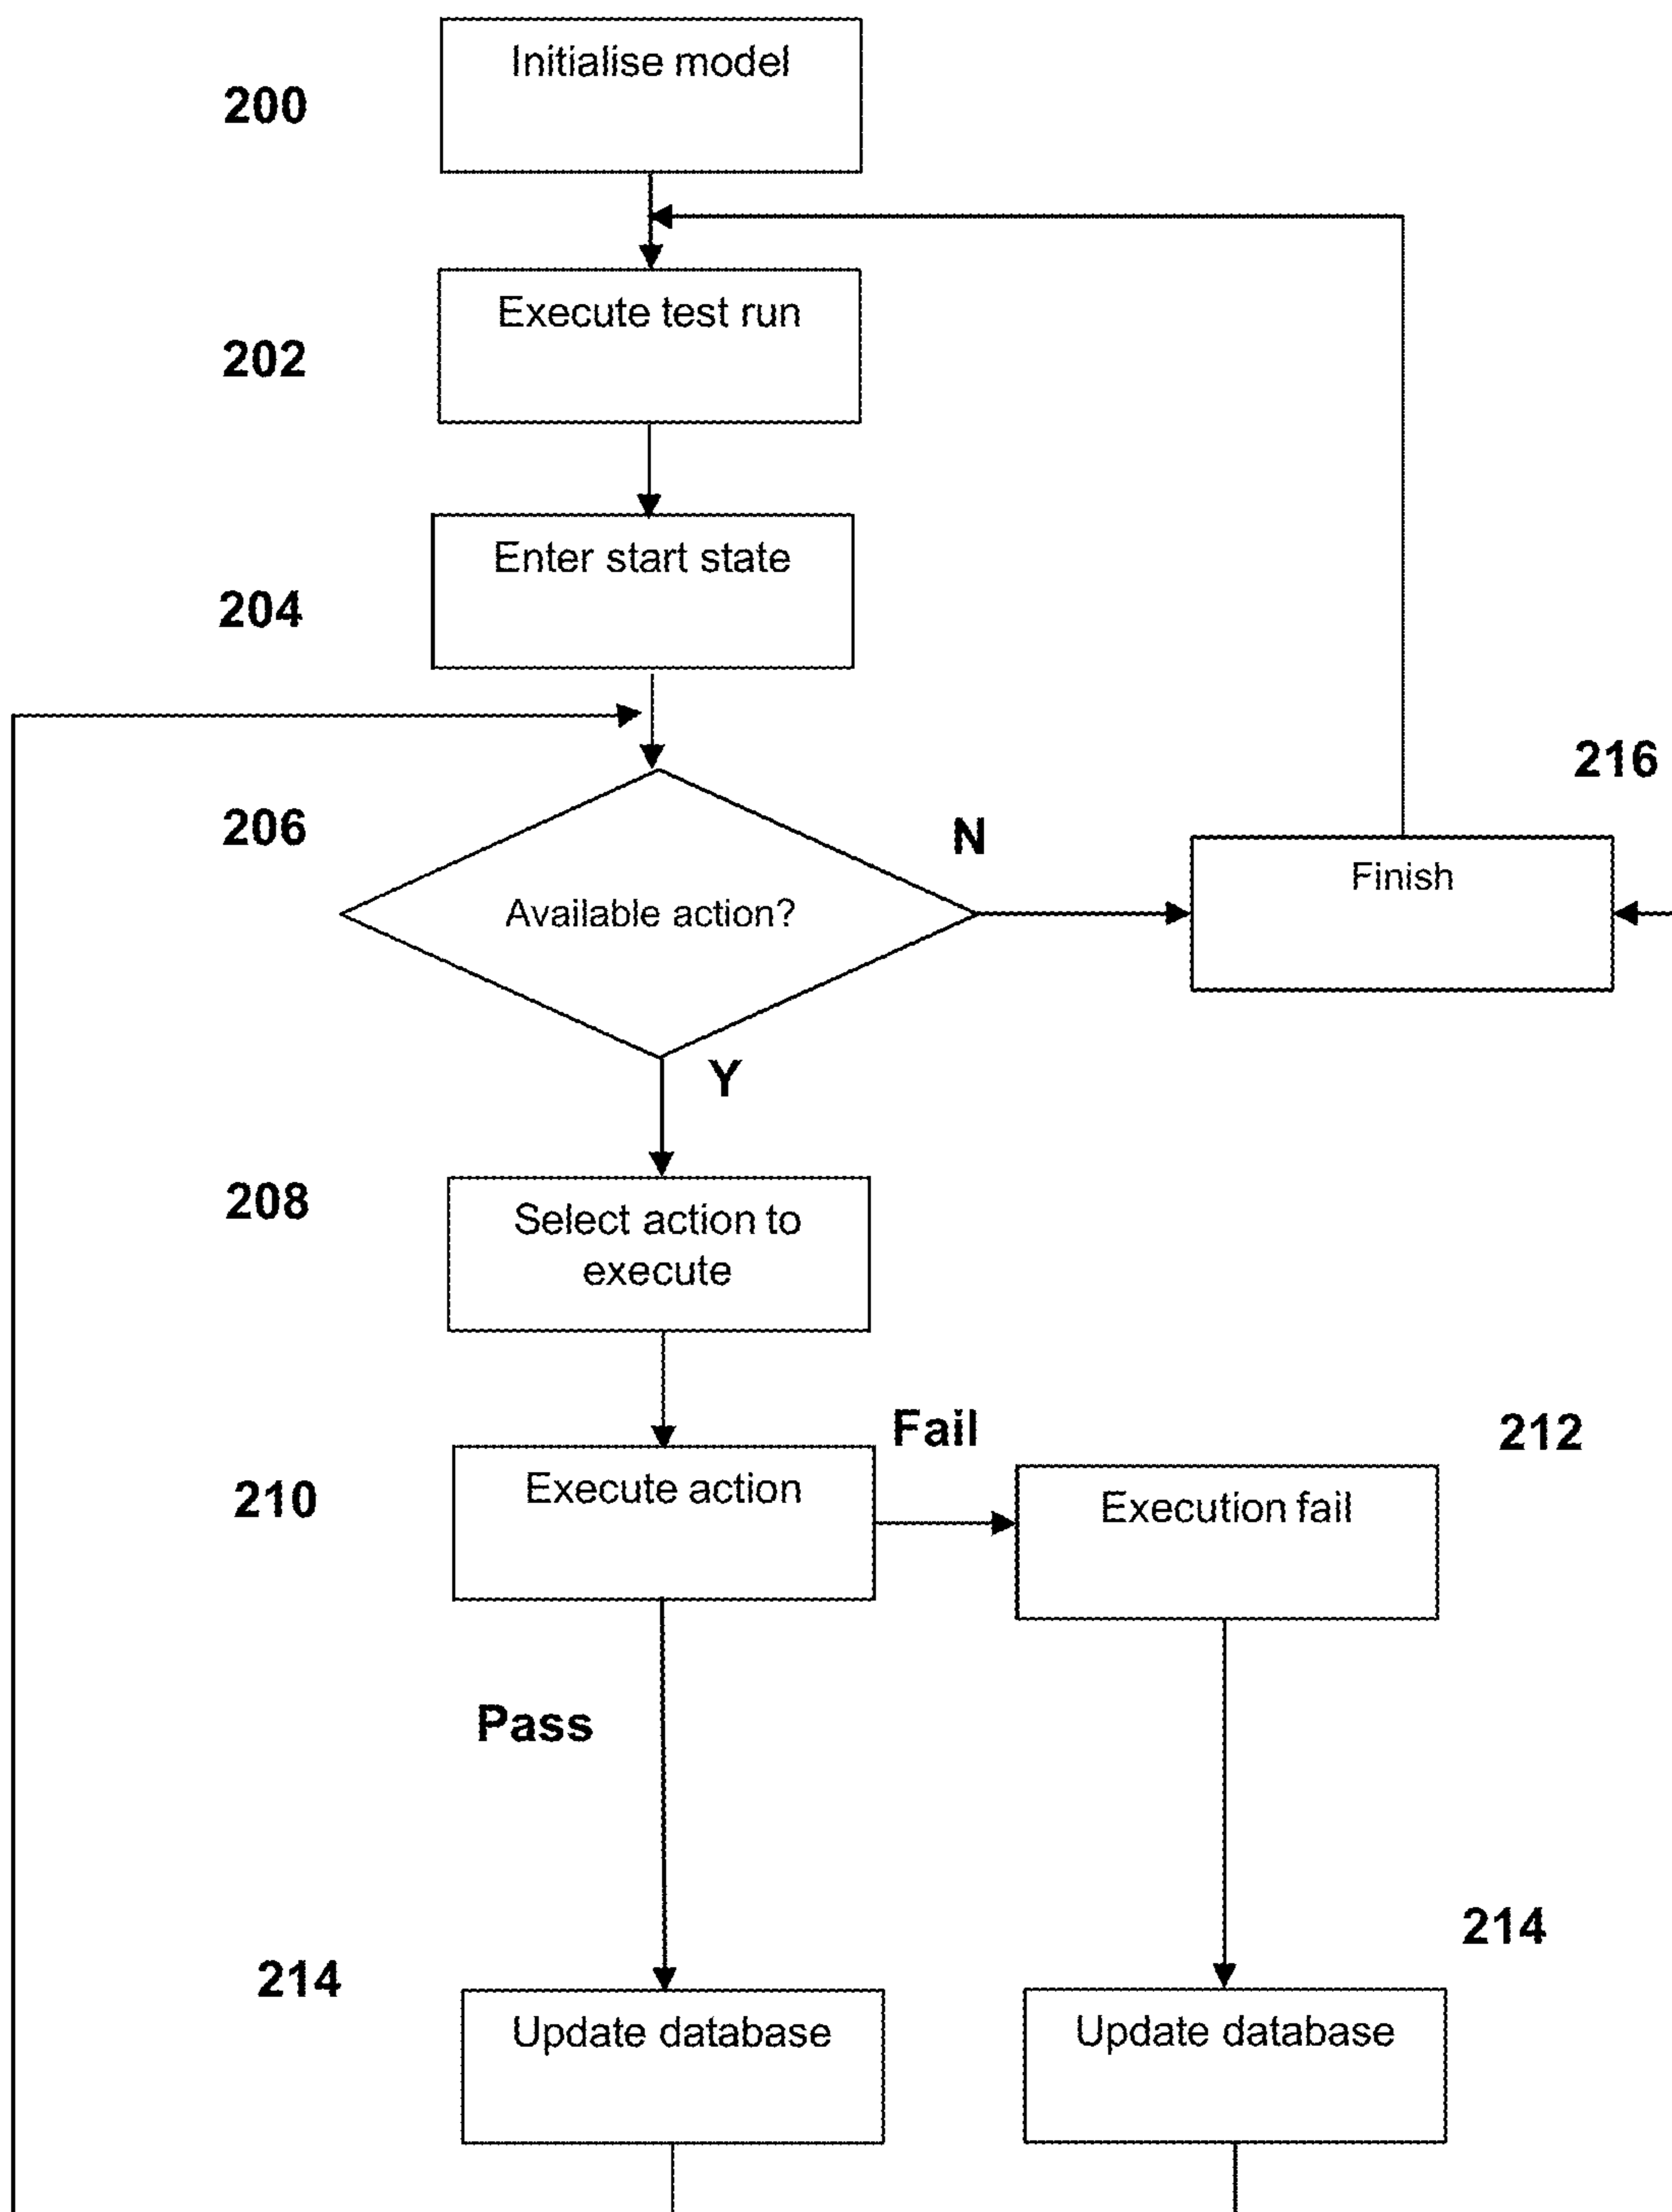 Initialise model
200
Execute test run
202
Enter start state
204
216
206
N
Finish
Available action?
Y
208
Select action to
execute
Fail
212
210
Execute action
Execution fail
Pass
214
214
Update database
Update database